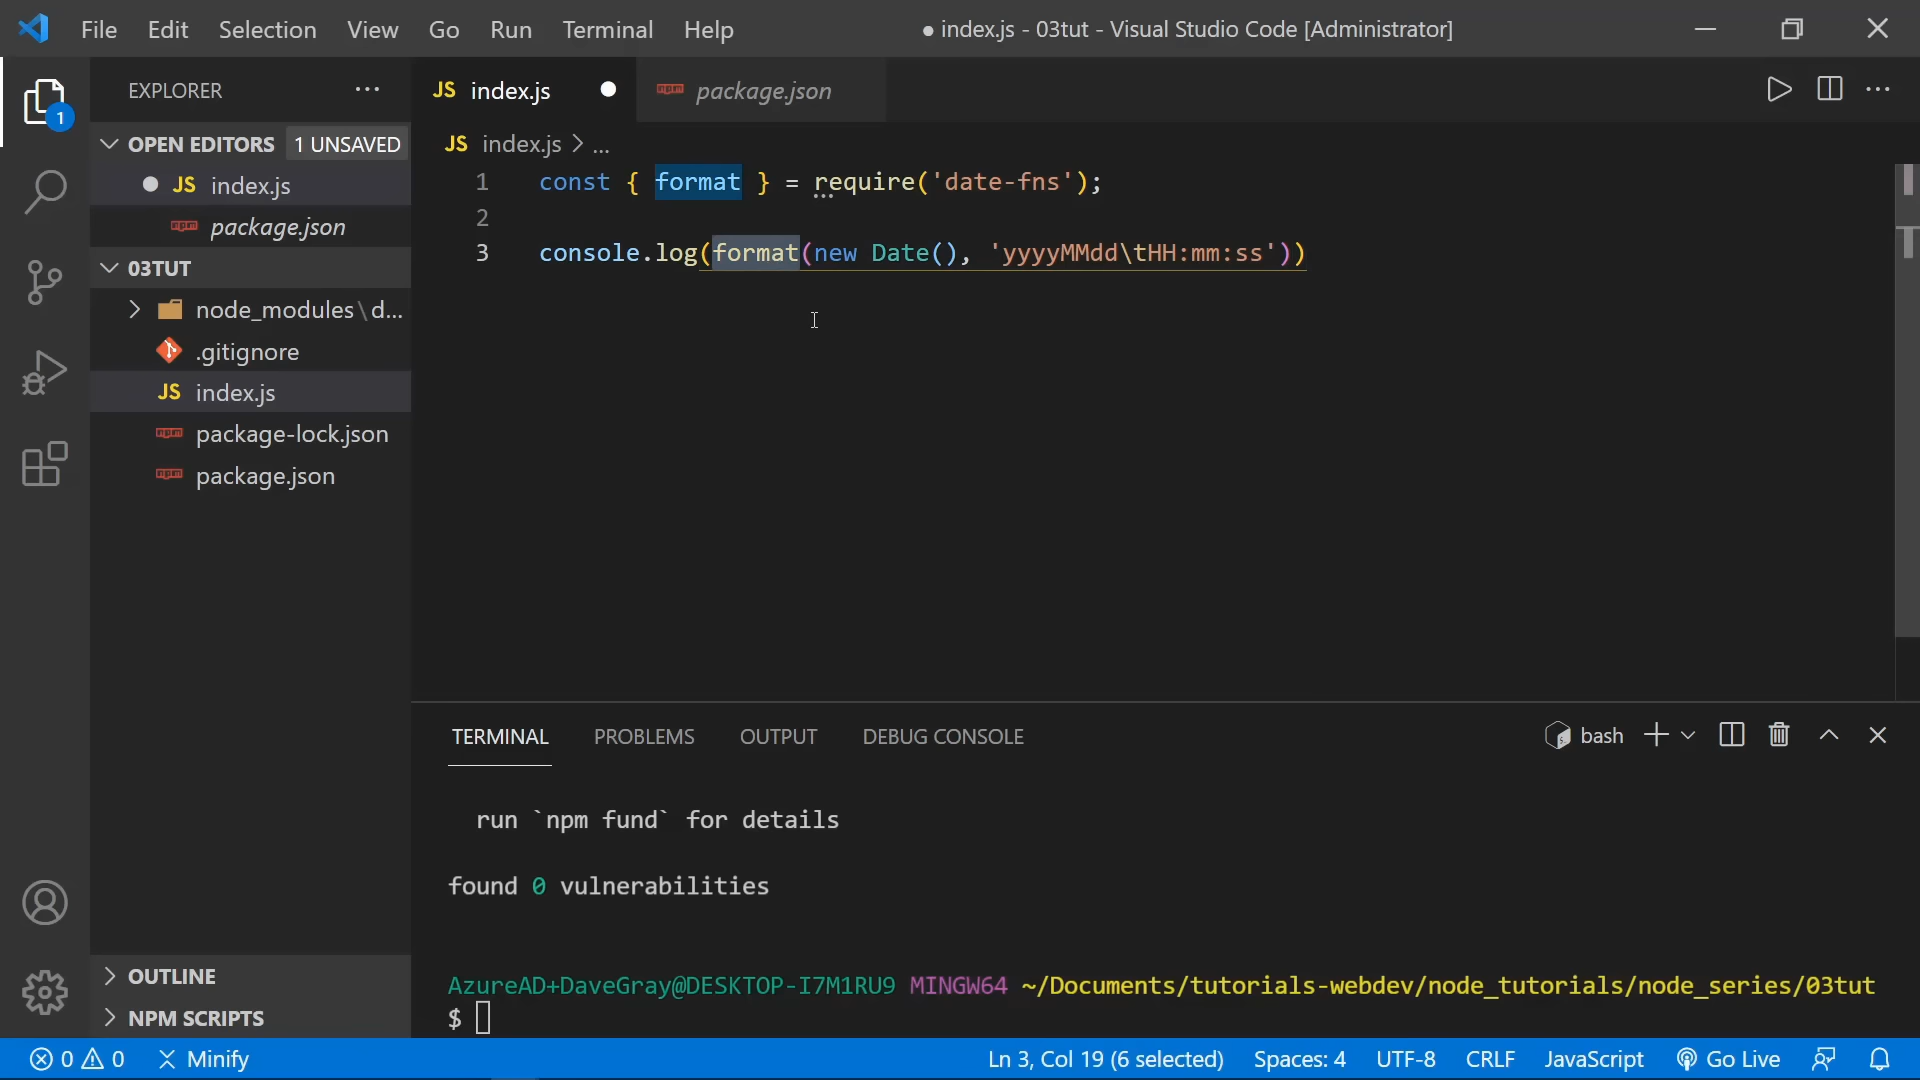 File Edit Selection View Go Run Terminal Help
● index.js - 03tut - Visual Studio Code [Administrator]
EXPLORER
OPEN EDITORS 1 UNSAVED
JS index.js
package.json
03TUT
node_modules\d...
.gitignore
JS index.js
package-lock.json
package.json
OUTLINE
NPM SCRIPTS
1
JS index.js
package.json
JS index.js > ...
1 const { format } = require('date-fns');
2
3 console.log(format(new Date(), 'yyyyMMdd\tHH:mm:ss'))
TERMINAL PROBLEMS OUTPUT DEBUG CONSOLE
bash
run `npm fund` for details
found 0 vulnerabilities
AzureAD+DaveGray@DESKTOP-I7M1RU9 MINGW64 ~/Documents/tutorials-webdev/node_tutorials/node_series/03tut
$
0 0 Minify
Ln 3, Col 19 (6 selected) Spaces: 4 UTF-8 CRLF JavaScript Go Live